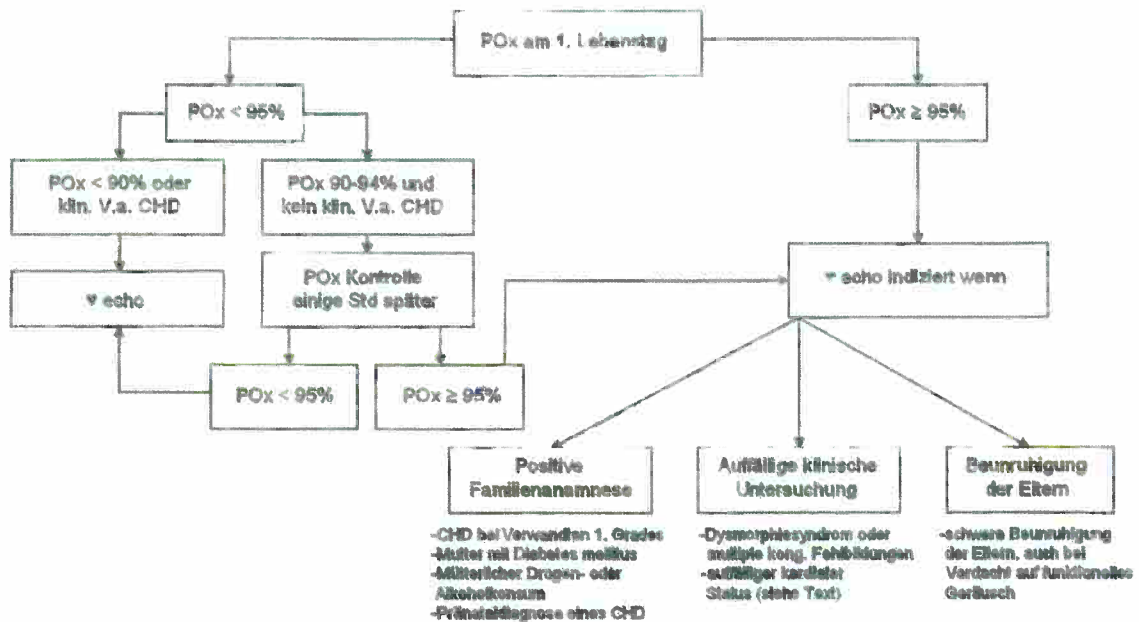 POx am 1. Lebenstag
POx < 95%
POx ≥ 95%
POx < 90% oder
klin. V.a. CHD
POx 90-94% und
kein klin. V.a. CHD
♥ echo
POx Kontrolle
einige Std später
♥ echo indiziert wenn
POx < 95%
POx ≥ 95%
Positive
Familienanamnese
-CHD bei Verwandten 1. Grades
-Mutter mit Diabetes mellitus
-Mütterlicher Drogen- oder
Alkoholkonsum
-Pränataldiagnose eines CHD
Auffällige klinische
Untersuchung
-Dysmorphiesyndrom oder
multiple kong. Fehlbildungen
-auffälliger kardialer
Status (siehe Text)
Beunruhigung
der Eltern
-schwere Beunruhigung
der Eltern, auch bei
Verdacht auf funktionelles
Geräusch